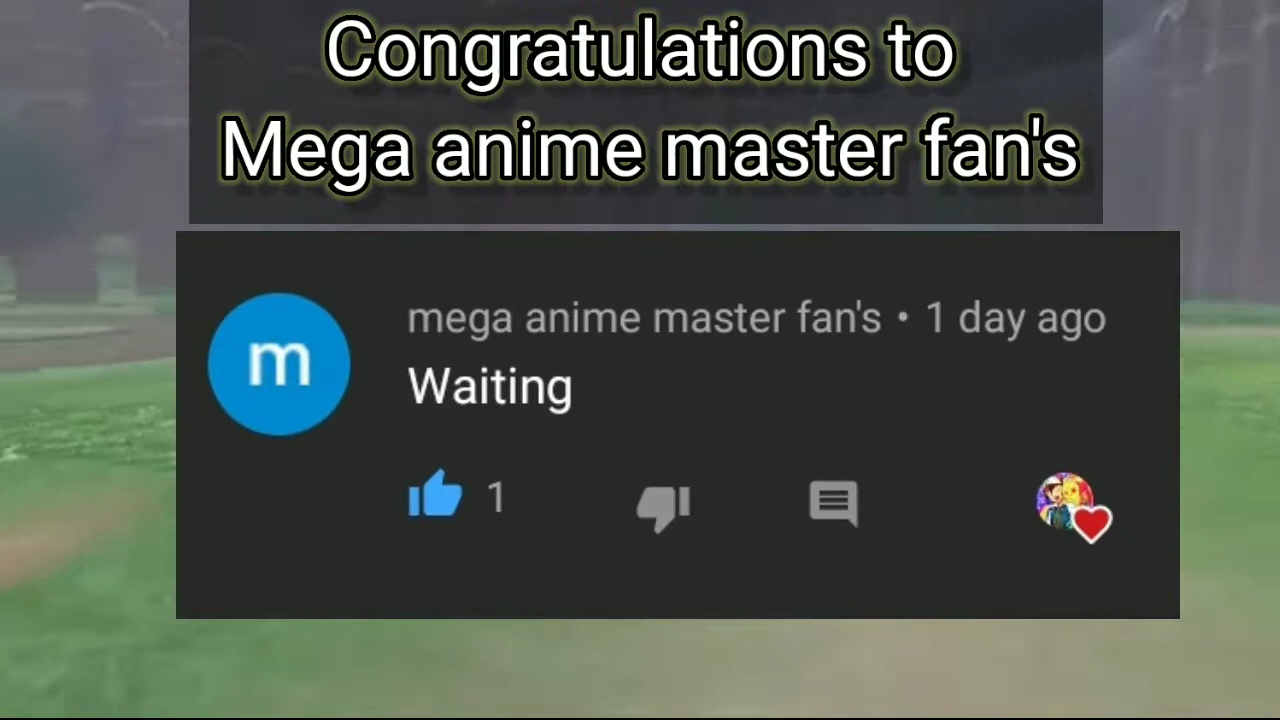 Congratulations to
Mega anime master fan's
m
mega anime master fan's • 1 day ago
Waiting
1